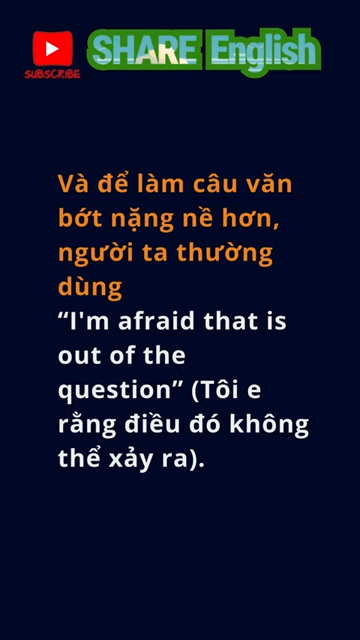 SUBSCRIBE
SHARE English
Và để làm câu văn
bớt nặng nề hơn,
người ta thường
dùng
“I'm afraid that is
out of the
question” (Tôi e
rằng điều đó không
thể xảy ra).